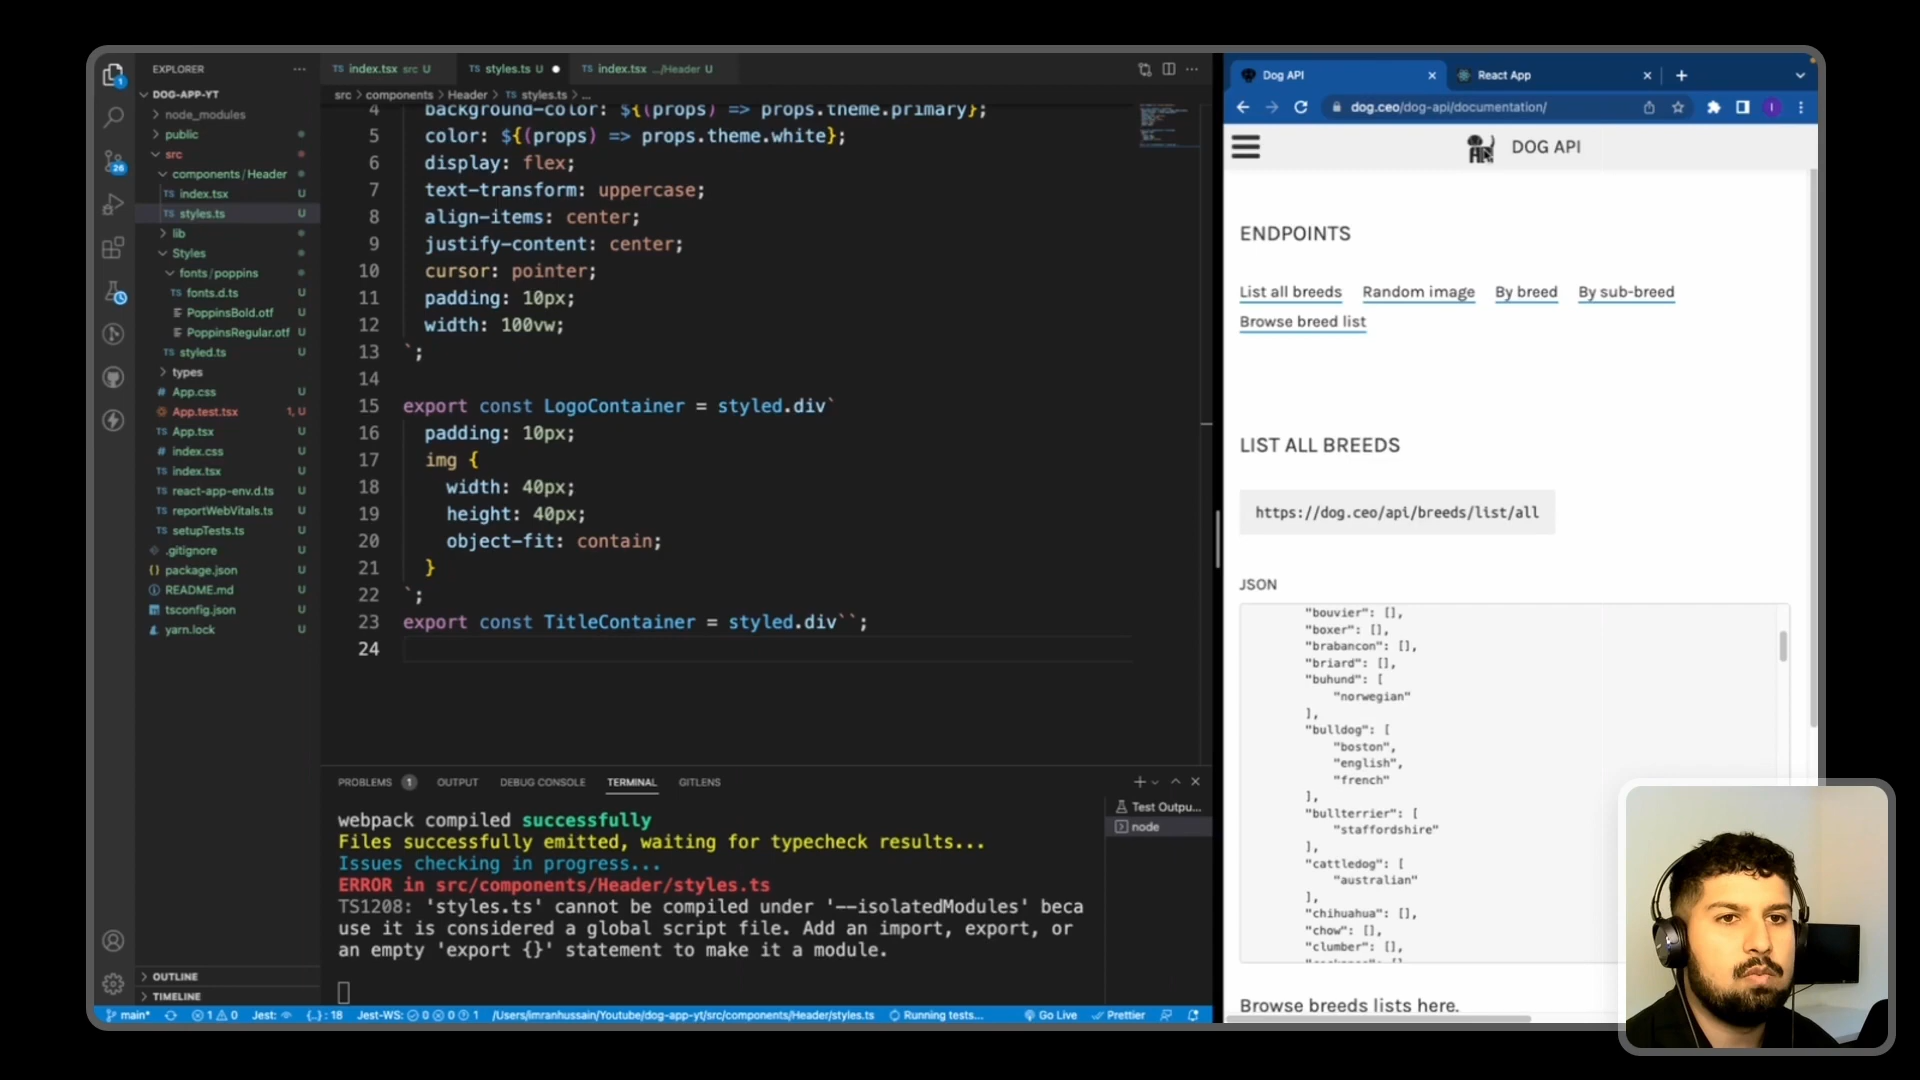 EXPLORER
DOG-APP-YT
node_modules
public
src
components/Header
TS index.tsx U
TS styles.ts U
lib
Styles
fonts/poppins
TS fonts.d.ts U
PoppinsBold.otf U
PoppinsRegular.otf U
TS styled.ts U
types
# App.css U
App.test.tsx 1, U
TS App.tsx U
# index.css U
TS index.tsx U
TS react-app-env.d.ts U
TS reportWebVitals.ts U
TS setupTests.ts U
.gitignore U
{} package.json U
README.md U
tsconfig.json U
yarn.lock U
OUTLINE
TIMELINE
1
26
TS index.tsx src U
TS styles.ts U
TS index.tsx .../Header U
src > components > Header > TS styles.ts > ...
4 background-color: ${(props) => props.theme.primary};
5 color: ${(props) => props.theme.white};
6 display: flex;
7 text-transform: uppercase;
8 align-items: center;
9 justify-content: center;
10 cursor: pointer;
11 padding: 10px;
12 width: 100vw;
13 `;
14
15 export const LogoContainer = styled.div`
16 padding: 10px;
17 img {
18 width: 40px;
19 height: 40px;
20 object-fit: contain;
21 }
22 `;
23 export const TitleContainer = styled.div``;
24
PROBLEMS 1 OUTPUT DEBUG CONSOLE TERMINAL GITLENS
Test Outpu...
node
webpack compiled successfully
Files successfully emitted, waiting for typecheck results...
Issues checking in progress...
ERROR in src/components/Header/styles.ts
TS1208: 'styles.ts' cannot be compiled under '--isolatedModules' beca
use it is considered a global script file. Add an import, export, or
an empty 'export {}' statement to make it a module.
main* 1 0 Jest: {..} : 18 Jest-WS: 0 0 1 /Users/imranhussain/Youtube/dog-app-yt/src/components/Header/styles.ts Running tests... Go Live Prettier
Dog API
React App
dog.ceo/dog-api/documentation/
DOG API
ENDPOINTS
List all breeds Random image By breed By sub-breed
Browse breed list
LIST ALL BREEDS
https://dog.ceo/api/breeds/list/all
JSON
"bouvier": [],
"boxer": [],
"brabancon": [],
"briard": [],
"buhund": [
"norwegian"
],
"bulldog": [
"boston",
"english",
"french"
],
"bullterrier": [
"staffordshire"
],
"cattledog": [
"australian"
],
"chihuahua": [],
"chow": [],
"clumber": [],
Browse breeds lists here.